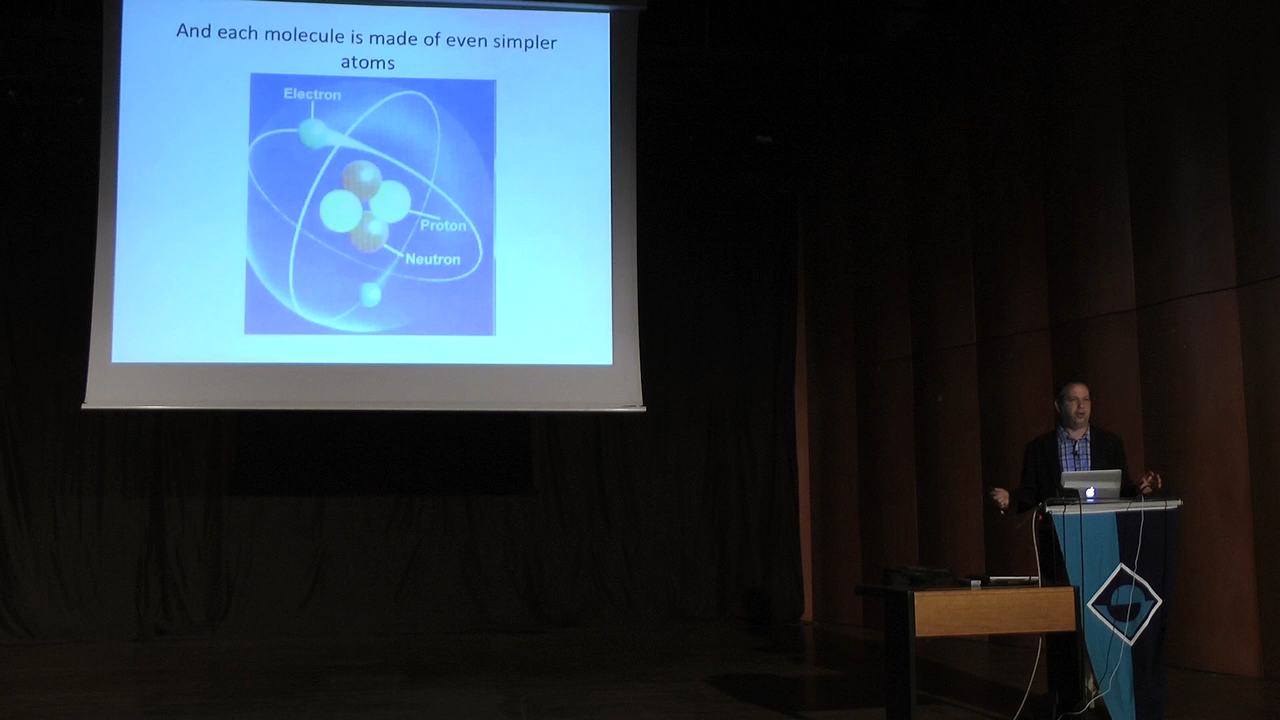 And each molecule is made of even simpler
atoms
Electron
Proton
Neutron